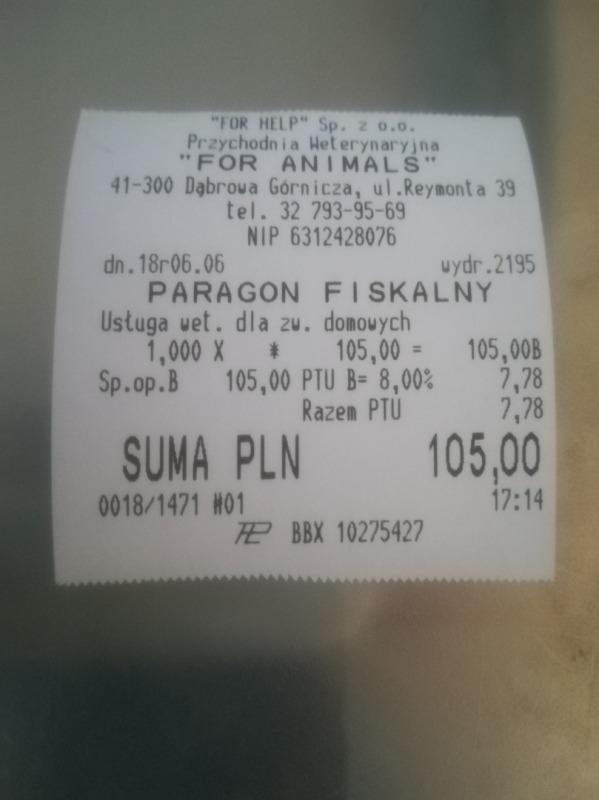 "FOR HELP" Sp. z o.o.
Przychodnia Weterynaryjna
"FOR ANIMALS"
41-300 Dąbrowa Górnicza, ul.Reymonta 39
tel. 32 793-95-69
NIP 6312428076
dn.18r06.06 wydr.2195
PARAGON FISKALNY
Usługa wet. dla zw. domowych
1,000 X * 105,00 = 105,00B
Sp.op.B 105,00 PTU B= 8,00% 7,78
Razem PTU 7,78
SUMA PLN 105,00
0018/1471 #01 17:14
BBX 10275427